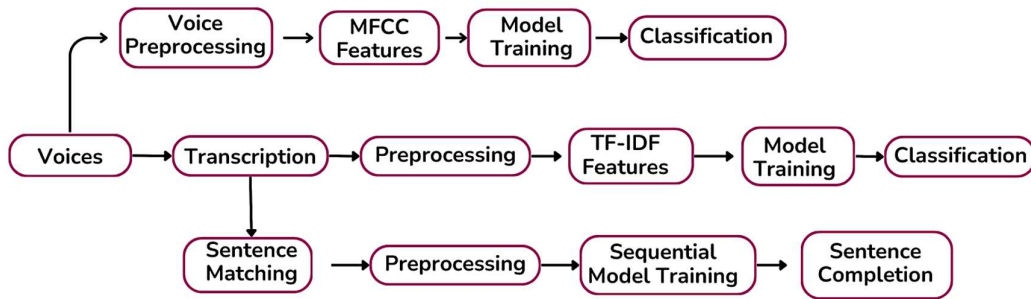 Voice
Preprocessing
MFCC
Features
Model
Training
Classification
Voices
Transcription
Preprocessing
TF-IDF
Features
Model
Training
Classification
Sentence
Matching
Preprocessing
Sequential
Model Training
Sentence
Completion